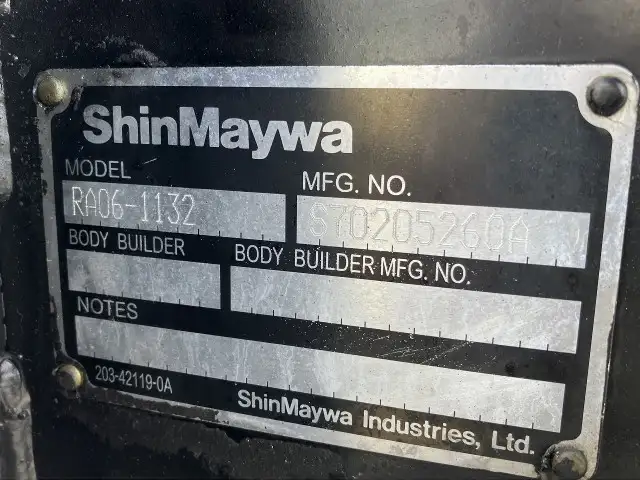 ShinMaywa
MODEL
MFG. NO.
RA06-1132
S70205260A
BODY BUILDER
BODY BUILDER MFG. NO.
NOTES
203-42119-0A
ShinMaywa Industries, Ltd.